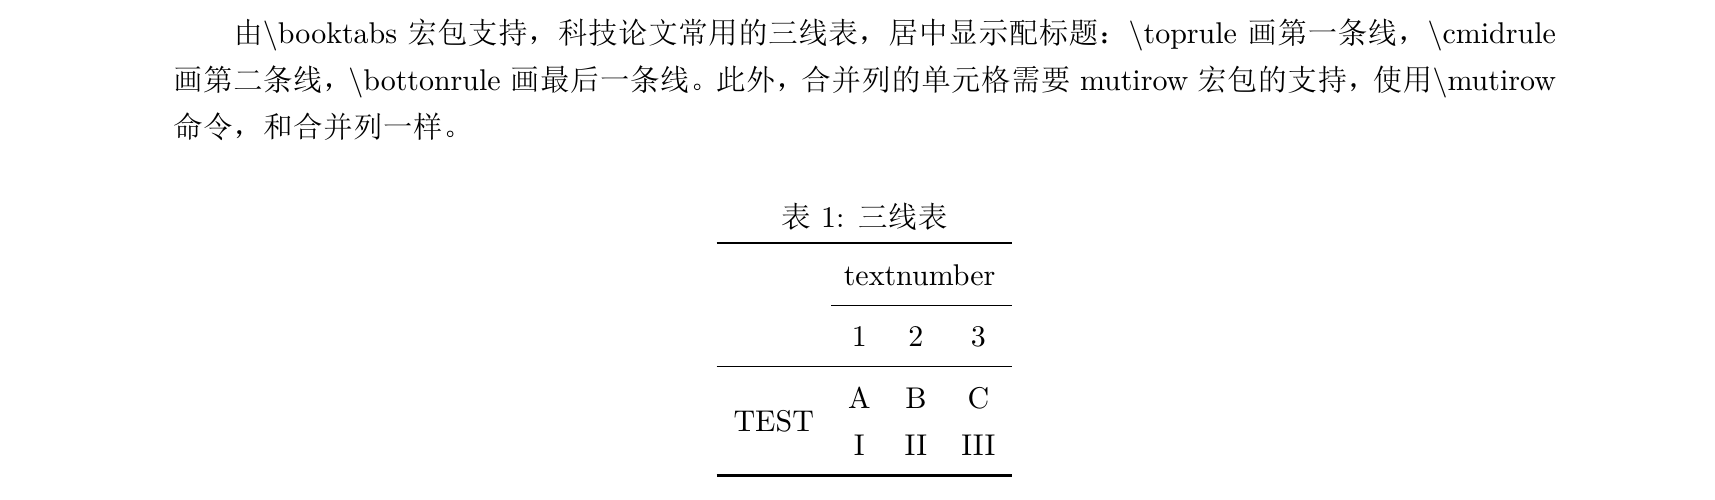 由\booktabs 宏包支持，科技论文常用的三线表，居中显示配标题：\toprule 画第一条线，\cmidrule
画第二条线，\bottonrule 画最后一条线。此外，合并列的单元格需要 mutirow 宏包的支持，使用\mutirow
命令，和合并列一样。
表 1: 三线表
textnumber
1 2 3
A B C
TEST
I II III